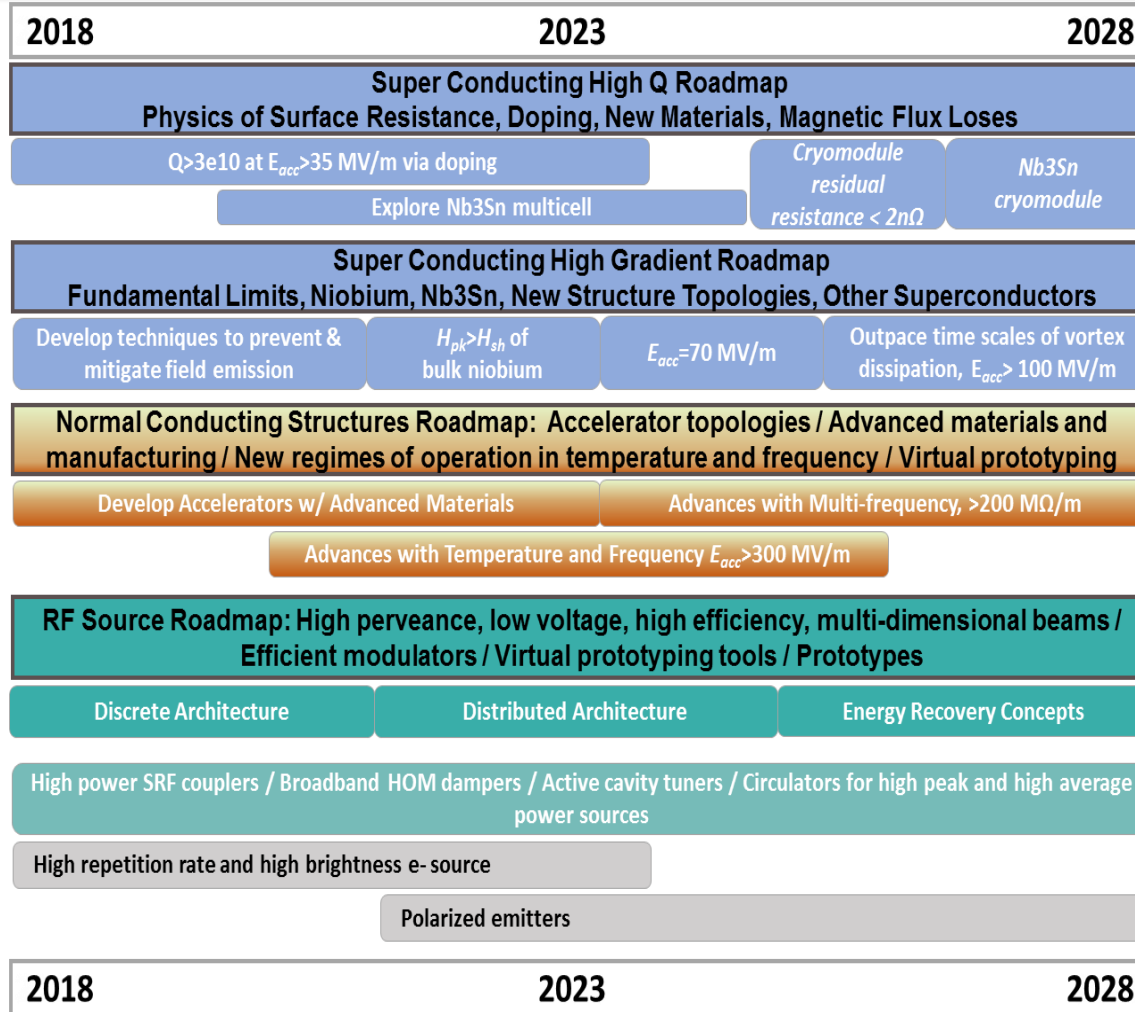 2018 2023 2028
Super Conducting High Q Roadmap
Physics of Surface Resistance, Doping, New Materials, Magnetic Flux Loses
Q>3e10 at Eacc>35 MV/m via doping
Explore Nb3Sn multicell
Cryomodule
residual
resistance < 2nΩ
Nb3Sn
cryomodule
Super Conducting High Gradient Roadmap
Fundamental Limits, Niobium, Nb3Sn, New Structure Topologies, Other Superconductors
Develop techniques to prevent &
mitigate field emission
Hpk>Hsh of
bulk niobium
Eacc=70 MV/m
Outpace time scales of vortex
dissipation, Eacc> 100 MV/m
Normal Conducting Structures Roadmap: Accelerator topologies / Advanced materials and
manufacturing / New regimes of operation in temperature and frequency / Virtual prototyping
Develop Accelerators w/ Advanced Materials
Advances with Multi-frequency, >200 MΩ/m
Advances with Temperature and Frequency Eacc>300 MV/m
RF Source Roadmap: High perveance, low voltage, high efficiency, multi-dimensional beams /
Efficient modulators / Virtual prototyping tools / Prototypes
Discrete Architecture
Distributed Architecture
Energy Recovery Concepts
High power SRF couplers / Broadband HOM dampers / Active cavity tuners / Circulators for high peak and high average
power sources
High repetition rate and high brightness e- source
Polarized emitters
2018 2023 2028